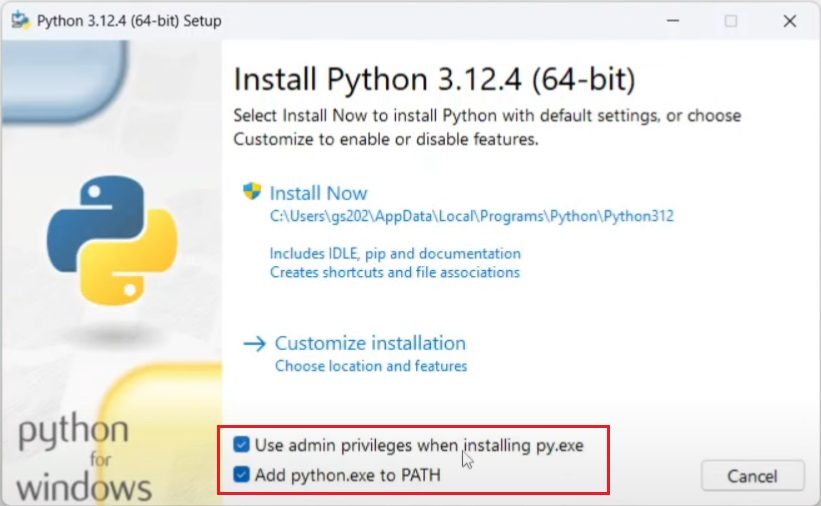 Python 3.12.4 (64-bit) Setup
Install Python 3.12.4 (64-bit)
Select Install Now to install Python with default settings, or choose
Customize to enable or disable features.
Install Now
C:\Users\gs202\AppData\Local\Programs\Python\Python312
Includes IDLE, pip and documentation
Creates shortcuts and file associations
Customize installation
Choose location and features
python
for
windows
Use admin privileges when installing py.exe
Add python.exe to PATH
Cancel